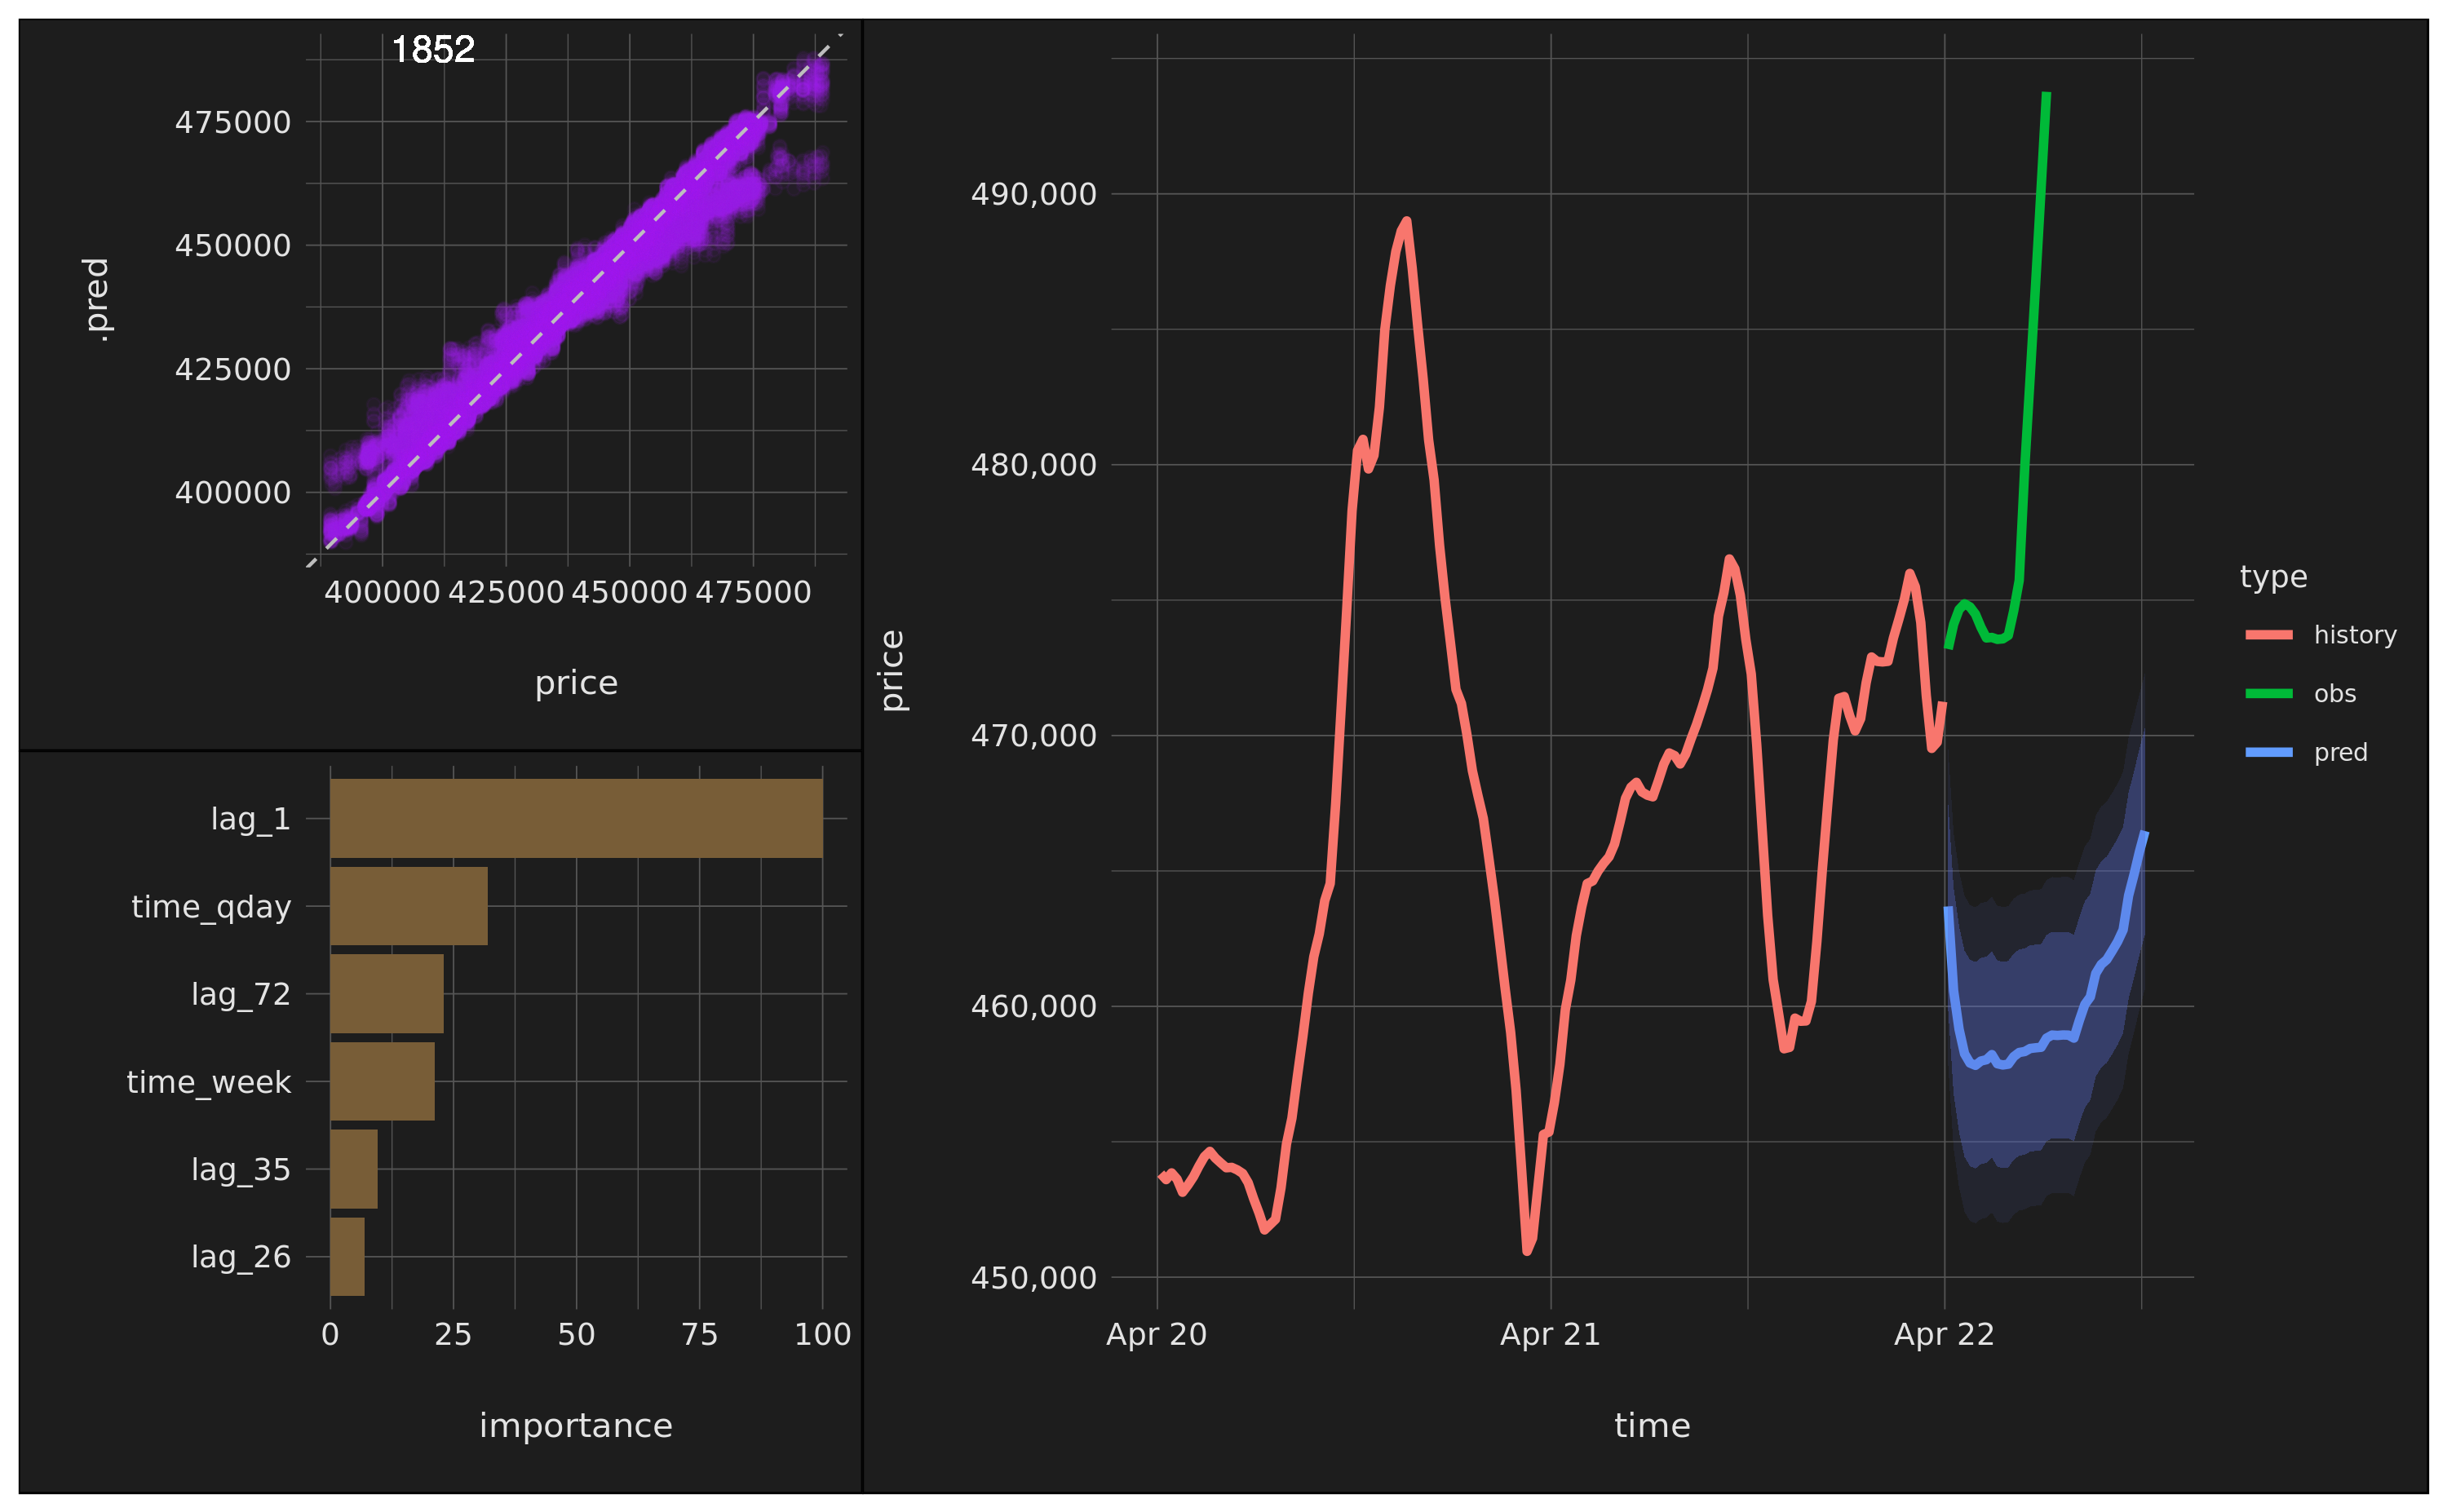 1852
475000
450000
425000
400000
.pred
400000 425000 450000 475000
price
lag_1
time_qday
lag_72
time_week
lag_35
lag_26
0 25 50 75 100
importance
490,000
480,000
470,000
460,000
450,000
price
Apr 20 Apr 21 Apr 22
time
type
history
obs
pred